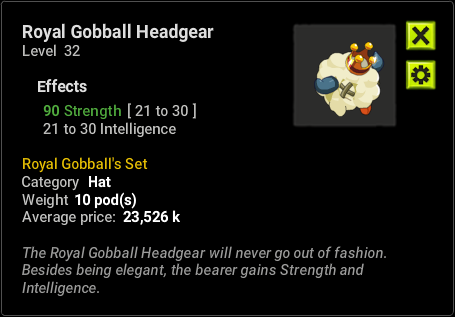 Royal Gobball Headgear
Level 32
Effects
90 Strength [ 21 to 30 ]
21 to 30 Intelligence
Royal Gobball's Set
Category Hat
Weight 10 pod(s)
Average price: 23,526 k
The Royal Gobball Headgear will never go out of fashion.
Besides being elegant, the bearer gains Strength and
Intelligence.